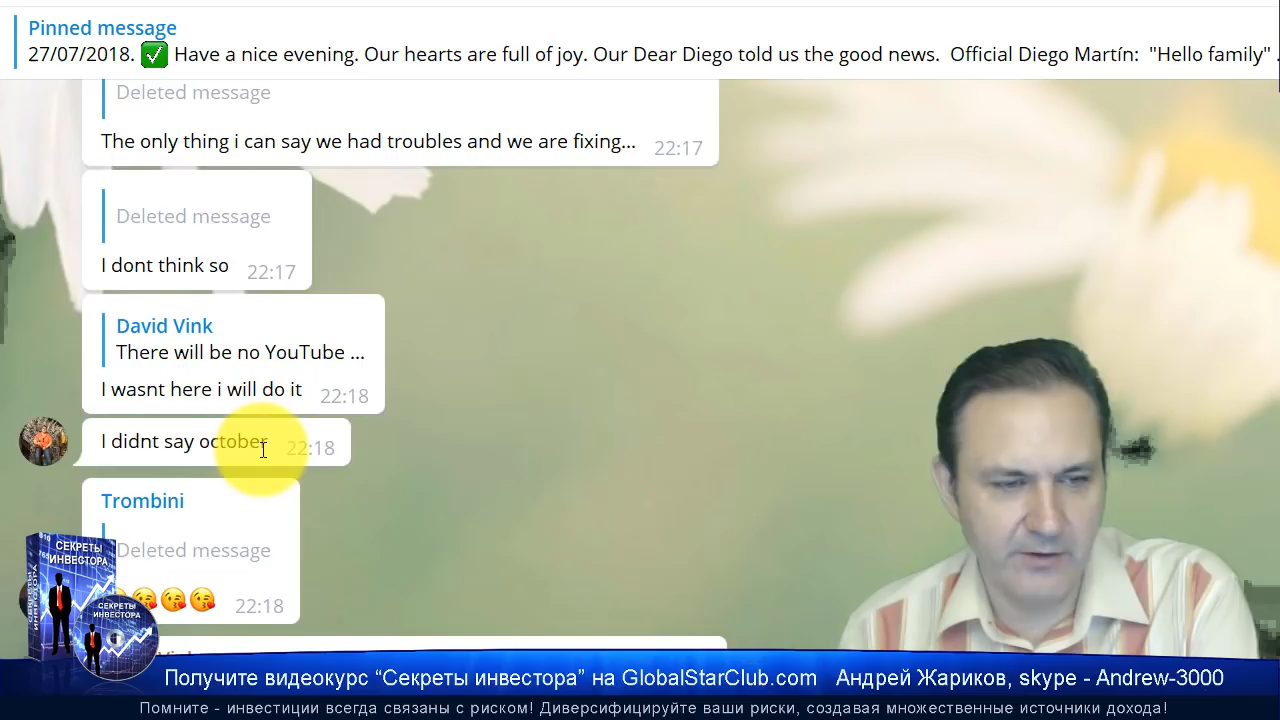 Pinned message
27/07/2018. ✅ Have a nice evening. Our hearts are full of joy. Our Dear Diego told us the good news. Official Diego Martín: "Hello family"
Deleted message
The only thing i can say we had troubles and we are fixing... 22:17
Deleted message
I dont think so 22:17
David Vink
There will be no YouTube ...
I wasnt here i will do it 22:18
I didnt say october 22:18
Trombini
Deleted message
😘😘😘 22:18
СЕКРЕТЫ
ИНВЕСТОРА
СЕКРЕТЫ
ИНВЕСТОРА
Получите видеокурс “Секреты инвестора” на GlobalStarClub.com Андрей Жариков, skype - Andrew-3000
Помните - инвестиции всегда связаны с риском! Диверсифицируйте ваши риски, создавая множественные источники дохода!